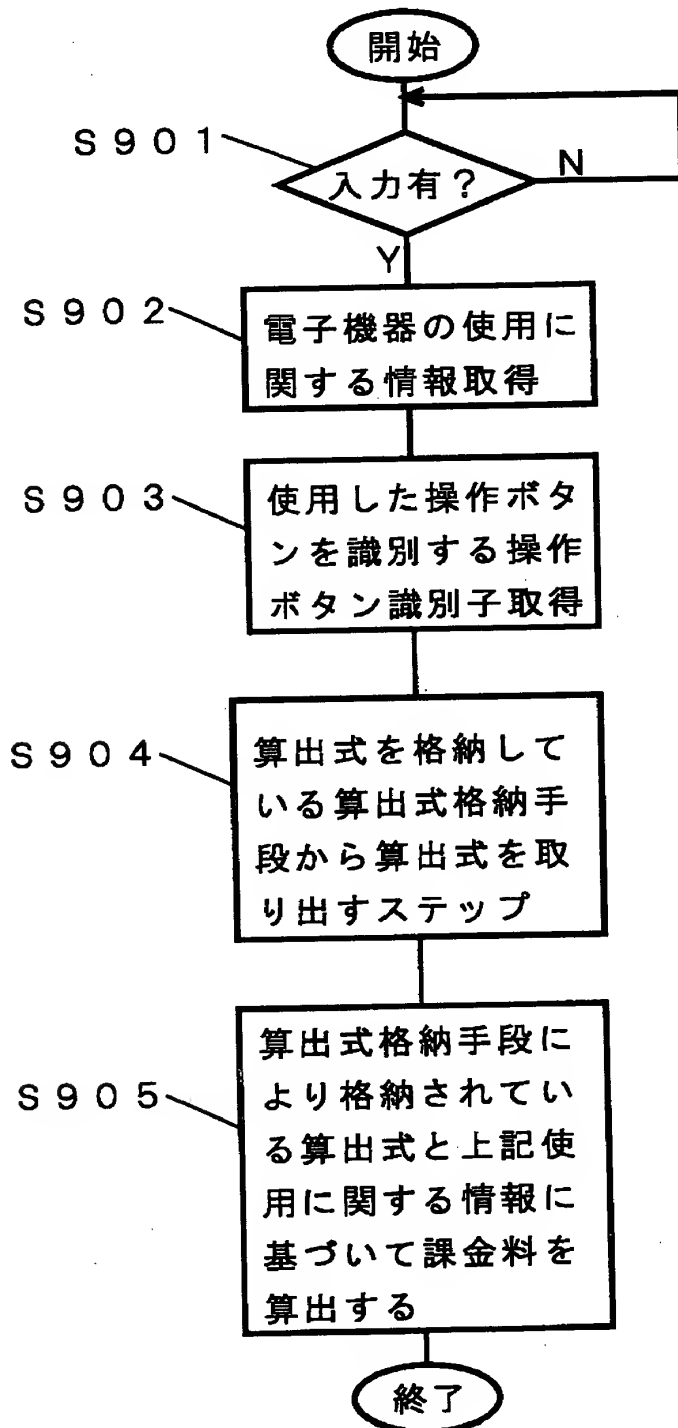 開始
S901
入力有?
N
Y
S902
電子機器の使用に
関する情報取得
S903
使用した操作ボタ
ンを識別する操作
ボタン識別子取得
S904
算出式を格納して
いる算出式格納手
段から算出式を取
り出すステップ
S905
算出式格納手段に
より格納されてい
る算出式と上記使
用に関する情報に
基づいて課金料を
算出する
終了